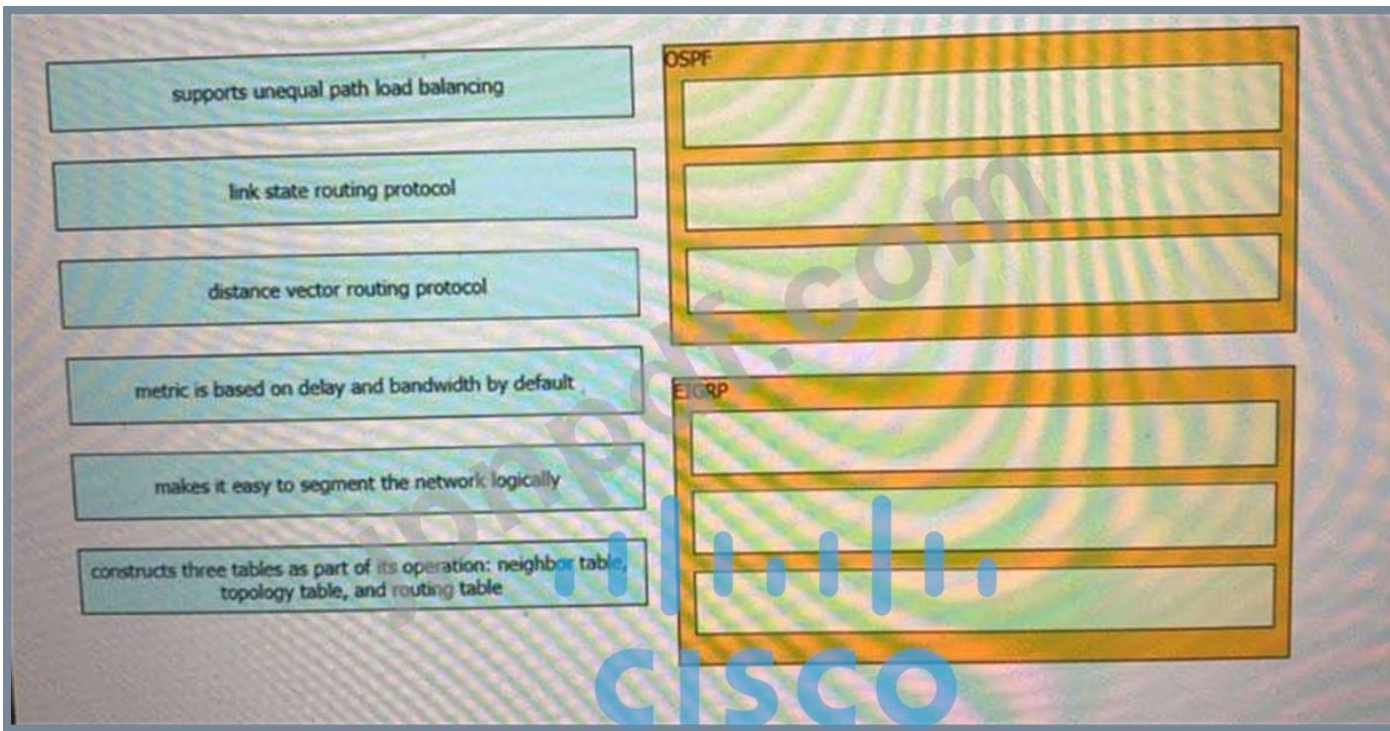 supports unequal path load balancing
link state routing protocol
distance vector routing protocol
metric is based on delay and bandwidth by default
makes it easy to segment the network logically
constructs three tables as part of its operation: neighbor table,
topology table, and routing table
OSPF
EIGRP
jpnpdf.com
CISCO